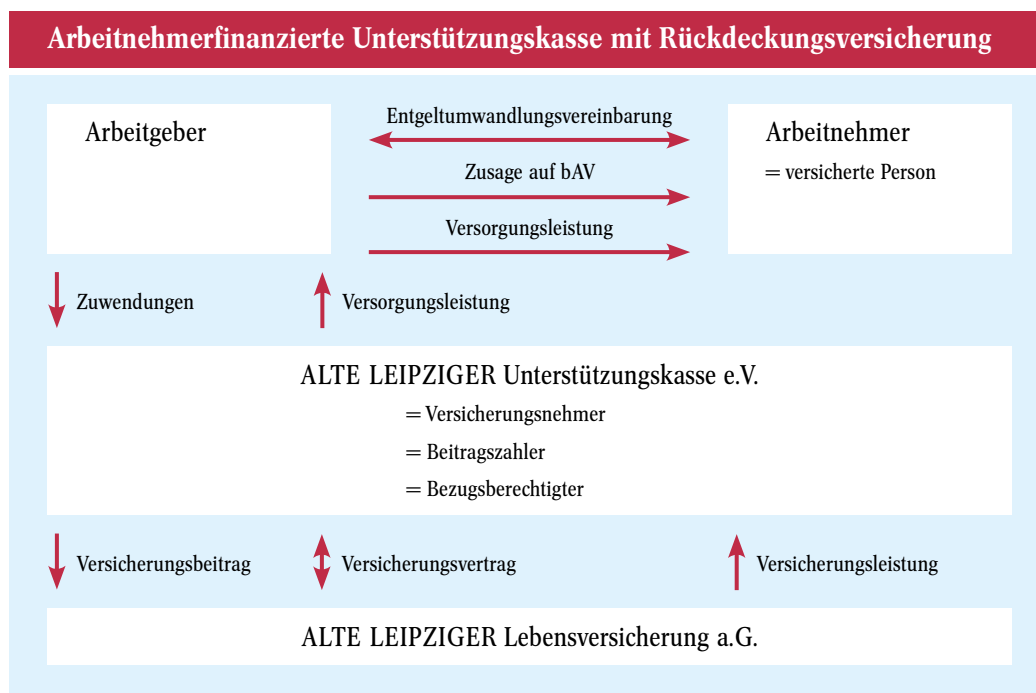 Arbeitnehmerfinanzierte Unterstützungskasse mit Rückdeckungsversicherung
Arbeitgeber
Entgeltumwandlungsvereinbarung
Zusage auf bAV
Versorgungsleistung
Arbeitnehmer
= versicherte Person
Zuwendungen
Versorgungsleistung
ALTE LEIPZIGER Unterstützungskasse e.V.
= Versicherungsnehmer
= Beitragszahler
= Bezugsberechtigter
Versicherungsbeitrag
Versicherungsvertrag
Versicherungsleistung
ALTE LEIPZIGER Lebensversicherung a.G.